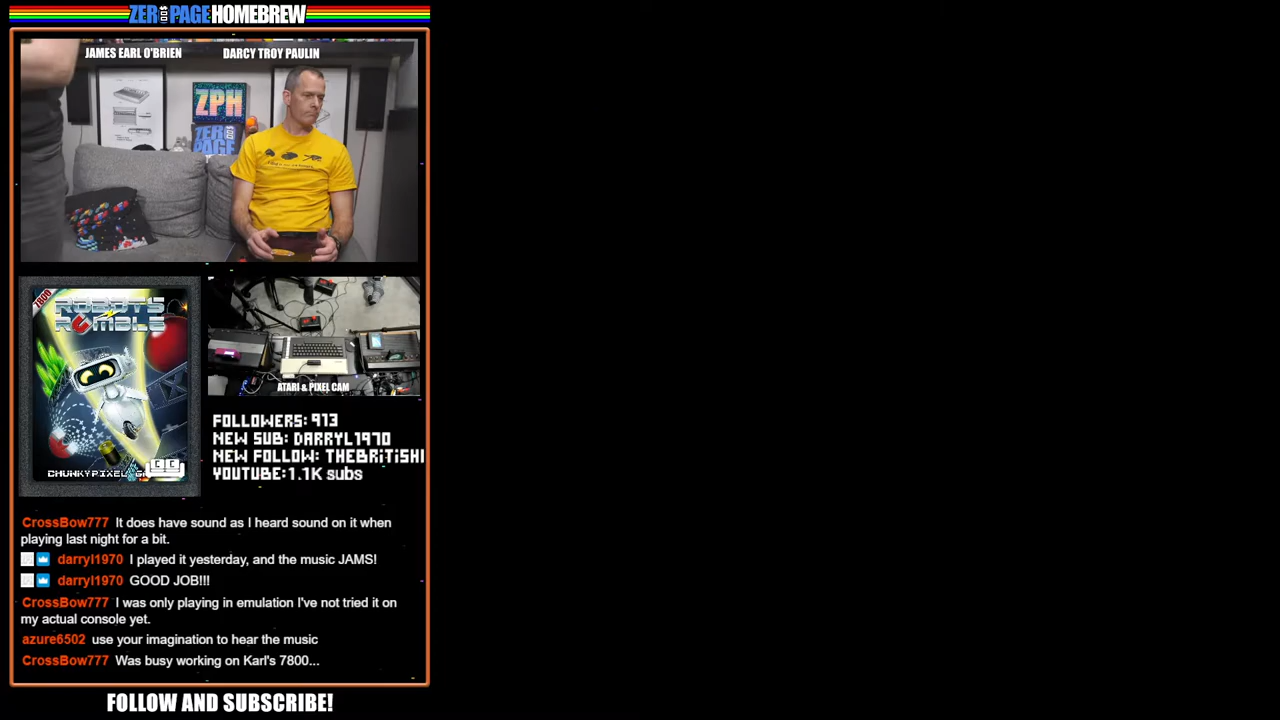 ZERO PAGE HOMEBREW
JAMES EARL O'BRIEN
DARCY TROY PAULIN
ZPH
ZERO
PAGE
7800
ROBOTS
RUMBLE
CHUNKYPIXEL
ATARI & PIXEL CAM
FOLLOWERS: 913
NEW SUB: DARRYL1970
NEW FOLLOW: THEBRITISHI
YOUTUBE:1.1K subs
CrossBow777 It does have sound as I heard sound on it when
playing last night for a bit.
darryl1970 I played it yesterday, and the music JAMS!
darryl1970 GOOD JOB!!!
CrossBow777 I was only playing in emulation I've not tried it on
my actual console yet.
azure6502 use your imagination to hear the music
CrossBow777 Was busy working on Karl's 7800...
FOLLOW AND SUBSCRIBE!